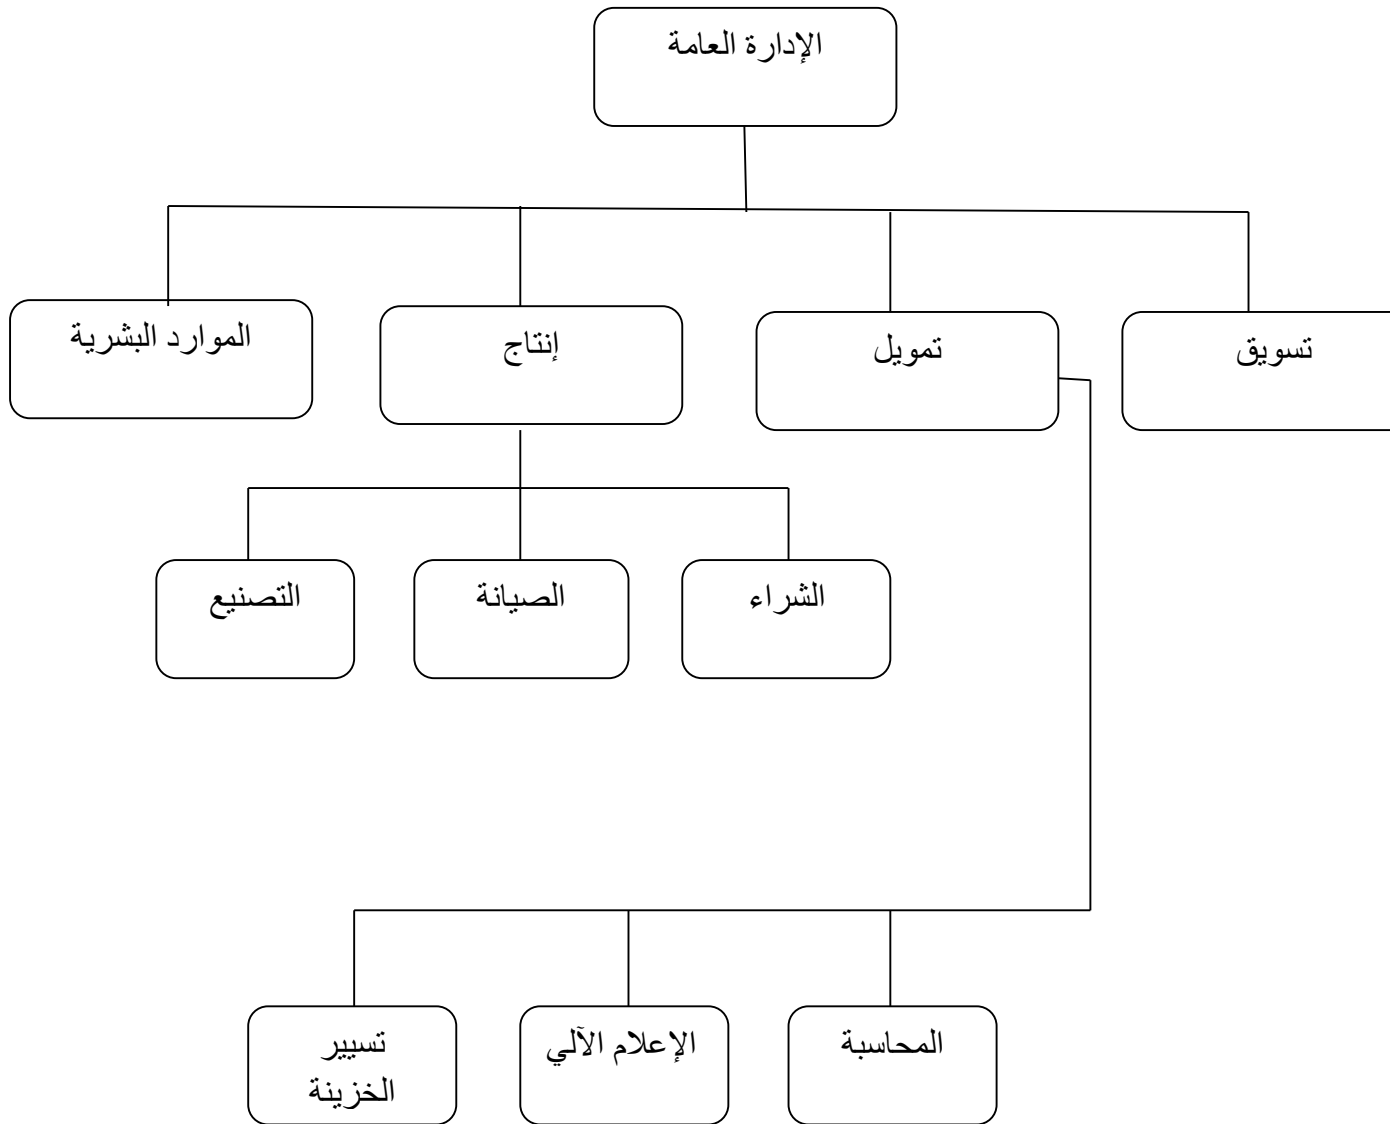 الإدارة العامة
تسويق
تمويل
إنتاج
الموارد البشرية
الشراء
الصيانة
التصنيع
المحاسبة
الإعلام الآلي
تسيير
الخزينة